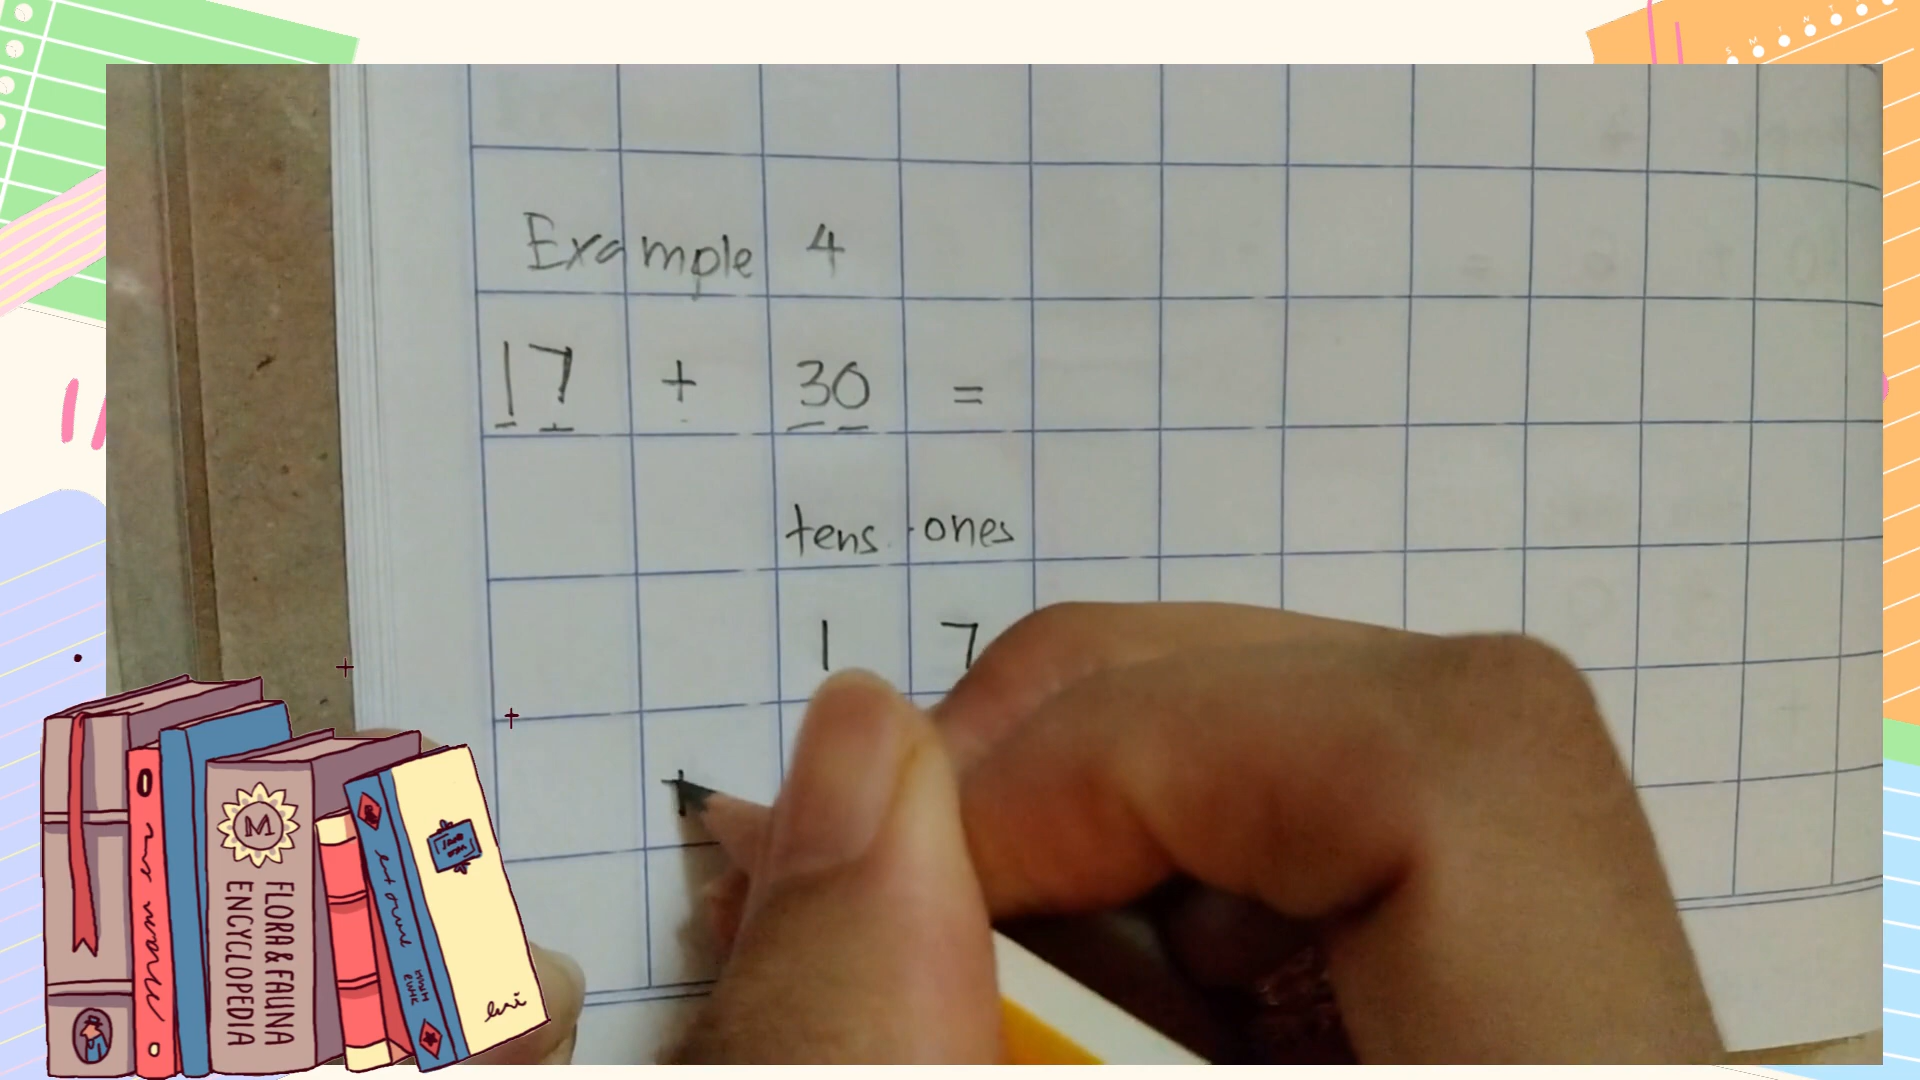 Example 4
17 + 30 =
tens ones
1 7
+
M
FLORA & FAUNA
ENCYCLOPEDIA